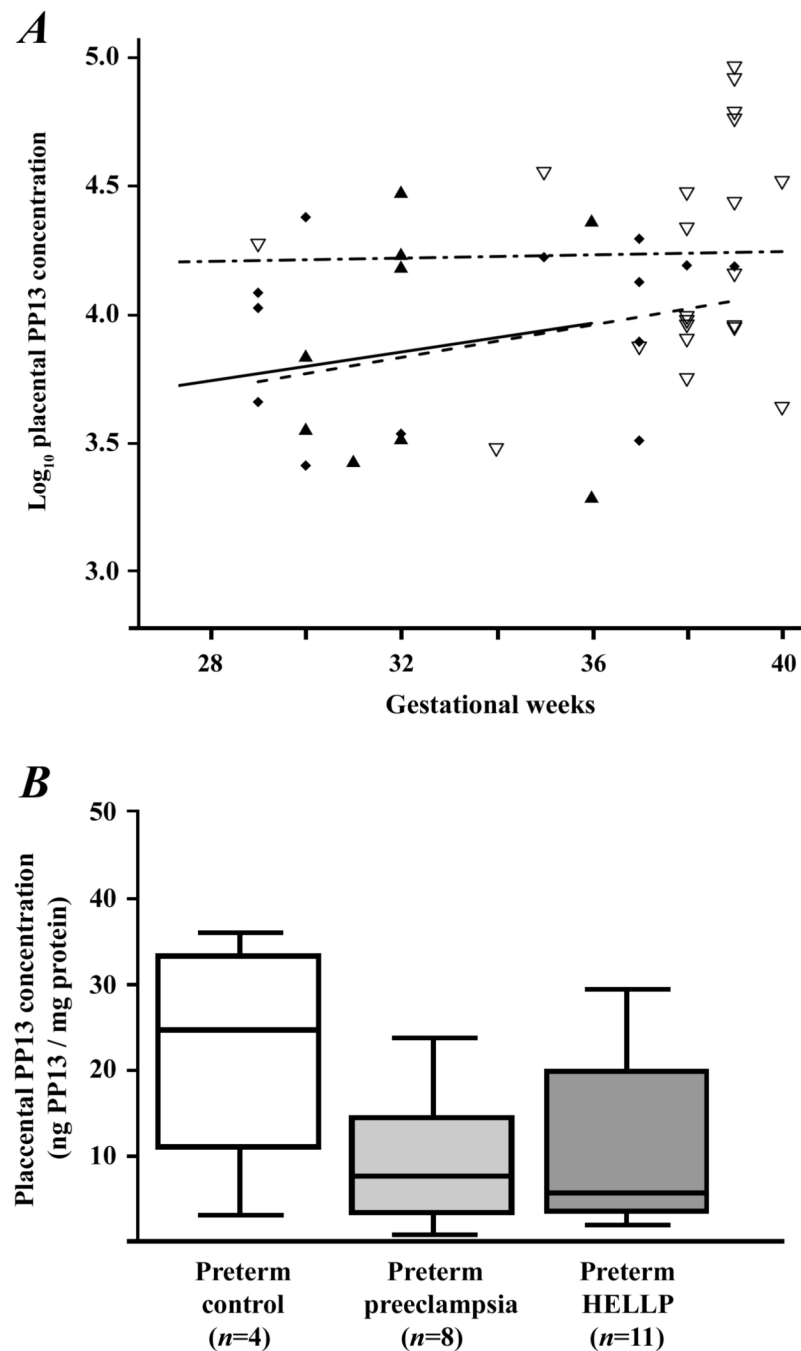 A
5.0
4.5
4.0
3.5
3.0
Log₁₀ placental PP13 concentration
28
32
36
40
Gestational weeks
B
50
40
30
20
10
Placcental PP13 concentration
(ng PP13 / mg protein)
Preterm
control
(n=4)
Preterm
preeclampsia
(n=8)
Preterm
HELLP
(n=11)